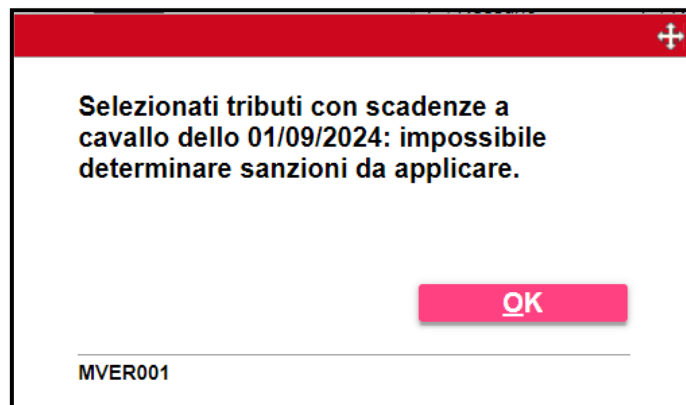 Selezionati tributi con scadenze a
cavallo dello 01/09/2024: impossibile
determinare sanzioni da applicare.
OK
MVER001